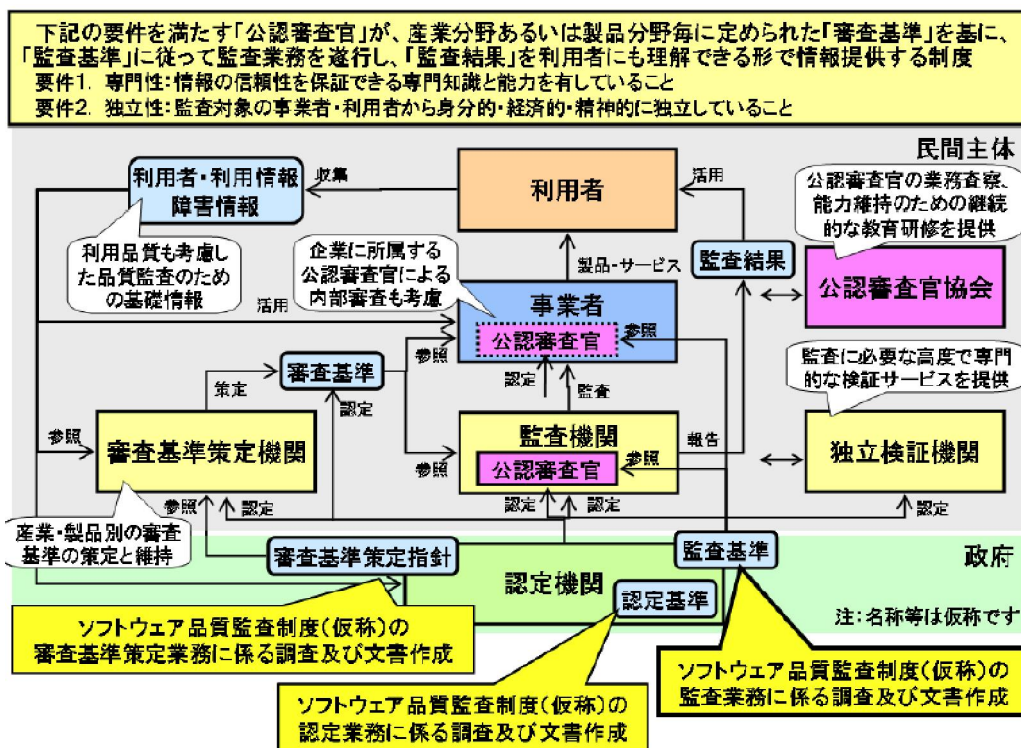 下記の要件を満たす「公認審査官」が、産業分野あるいは製品分野毎に定められた「審査基準」を基に、
「監査基準」に従って監査業務を遂行し、「監査結果」を利用者にも理解できる形で情報提供する制度
要件1. 専門性:情報の信頼性を保証できる専門知識と能力を有していること
要件2. 独立性:監査対象の事業者・利用者から身分的・経済的・精神的に独立していること
民間主体
利用者・利用情報
障害情報
収集
利用者
活用
公認審査官の業務査察、
能力維持のための継続
的な教育研修を提供
利用品質も考慮し
た品質監査のため
の基礎情報
企業に所属する
公認審査官による
内部審査も考慮
製品・サービス
監査結果
公認審査官協会
活用
事業者
公認審査官
参照
参照
審査基準
認定
監査
監査に必要な高度で専門
的な検証サービスを提供
策定
認定
参照
審査基準策定機関
監査機関
報告
公認審査官
参照
参照
独立検証機関
参照
認定
認定
認定
認定
産業・製品別の審査
基準の策定と維持
審査基準策定指針
監査基準
政府
認定機関
認定基準
注:名称等は仮称です
ソフトウェア品質監査制度(仮称)の
審査基準策定業務に係る調査及び文書作成
ソフトウェア品質監査制度(仮称)の
認定業務に係る調査及び文書作成
ソフトウェア品質監査制度(仮称)の
監査業務に係る調査及び文書作成